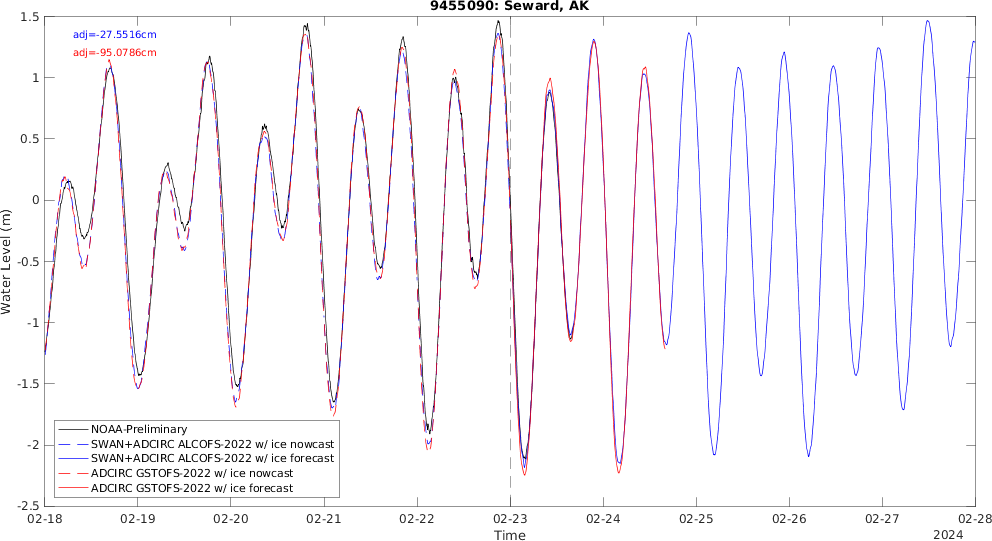 9455090: Seward, AK
adj=-27.5516cm
adj=-95.0786cm
1.5
1
0.5
0
-0.5
-1
-1.5
-2
-2.5
Water Level (m)
NOAA-Preliminary
SWAN+ADCIRC ALCOFS-2022 w/ ice nowcast
SWAN+ADCIRC ALCOFS-2022 w/ ice forecast
ADCIRC GSTOFS-2022 w/ ice nowcast
ADCIRC GSTOFS-2022 w/ ice forecast
02-18 02-19 02-20 02-21 02-22 02-23 02-24 02-25 02-26 02-27 02-28
Time
2024